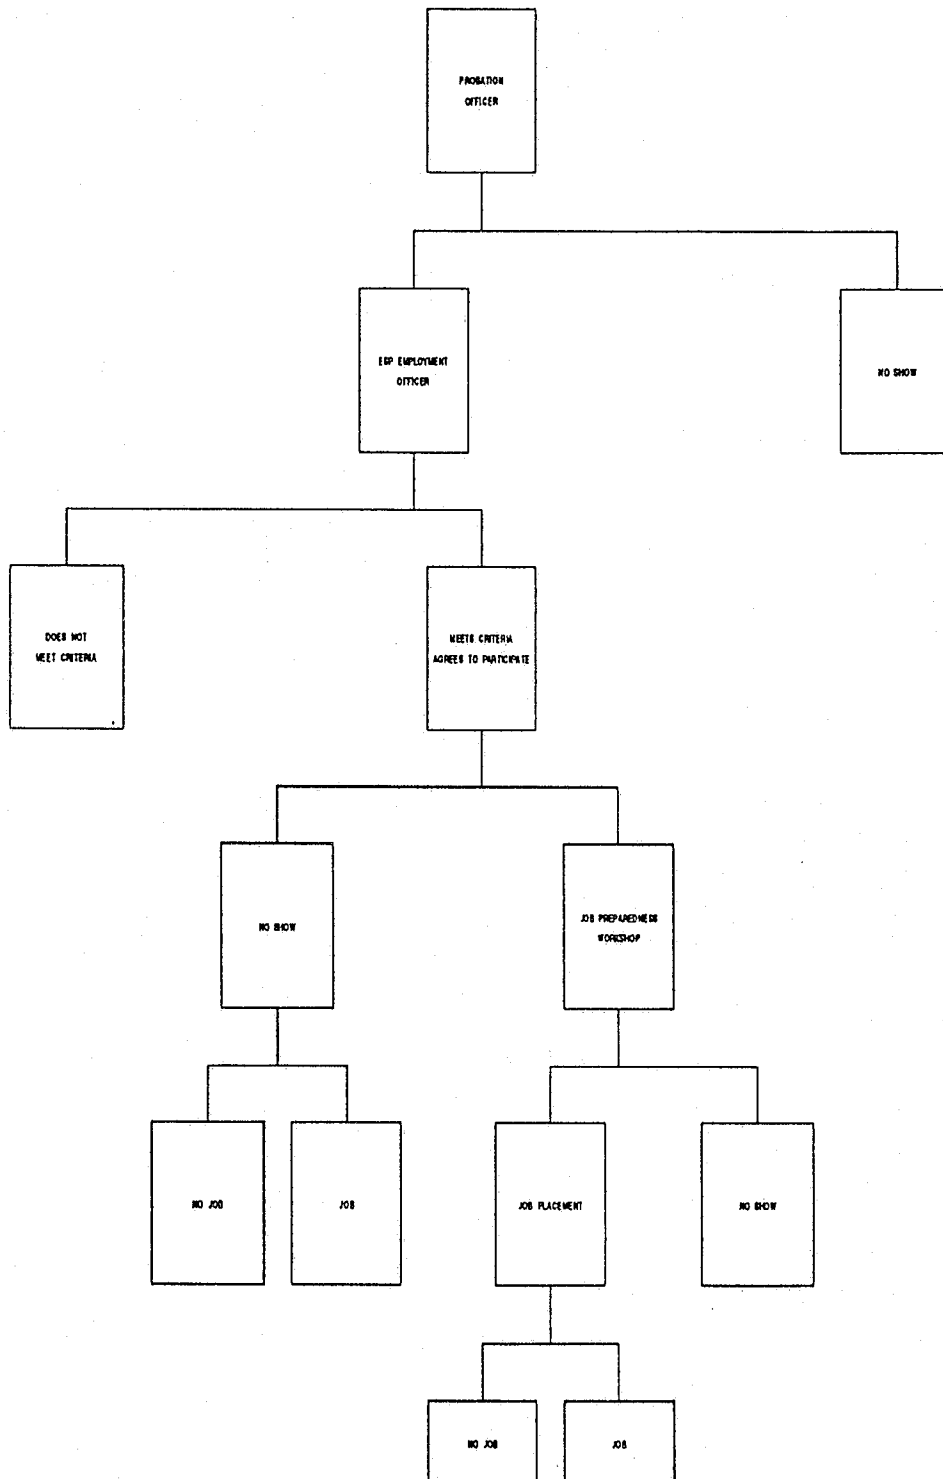 PROBATION
OFFICER
EGP EMPLOYMENT
OFFICER
NO SHOW
DOES NOT
MEET CRITERIA
MEETS CRITERIA
AGREES TO PARTICIPATE
NO SHOW
JOB PREPAREDNESS
WORKSHOP
NO JOB
JOB
JOB PLACEMENT
NO SHOW
NO JOB
JOB